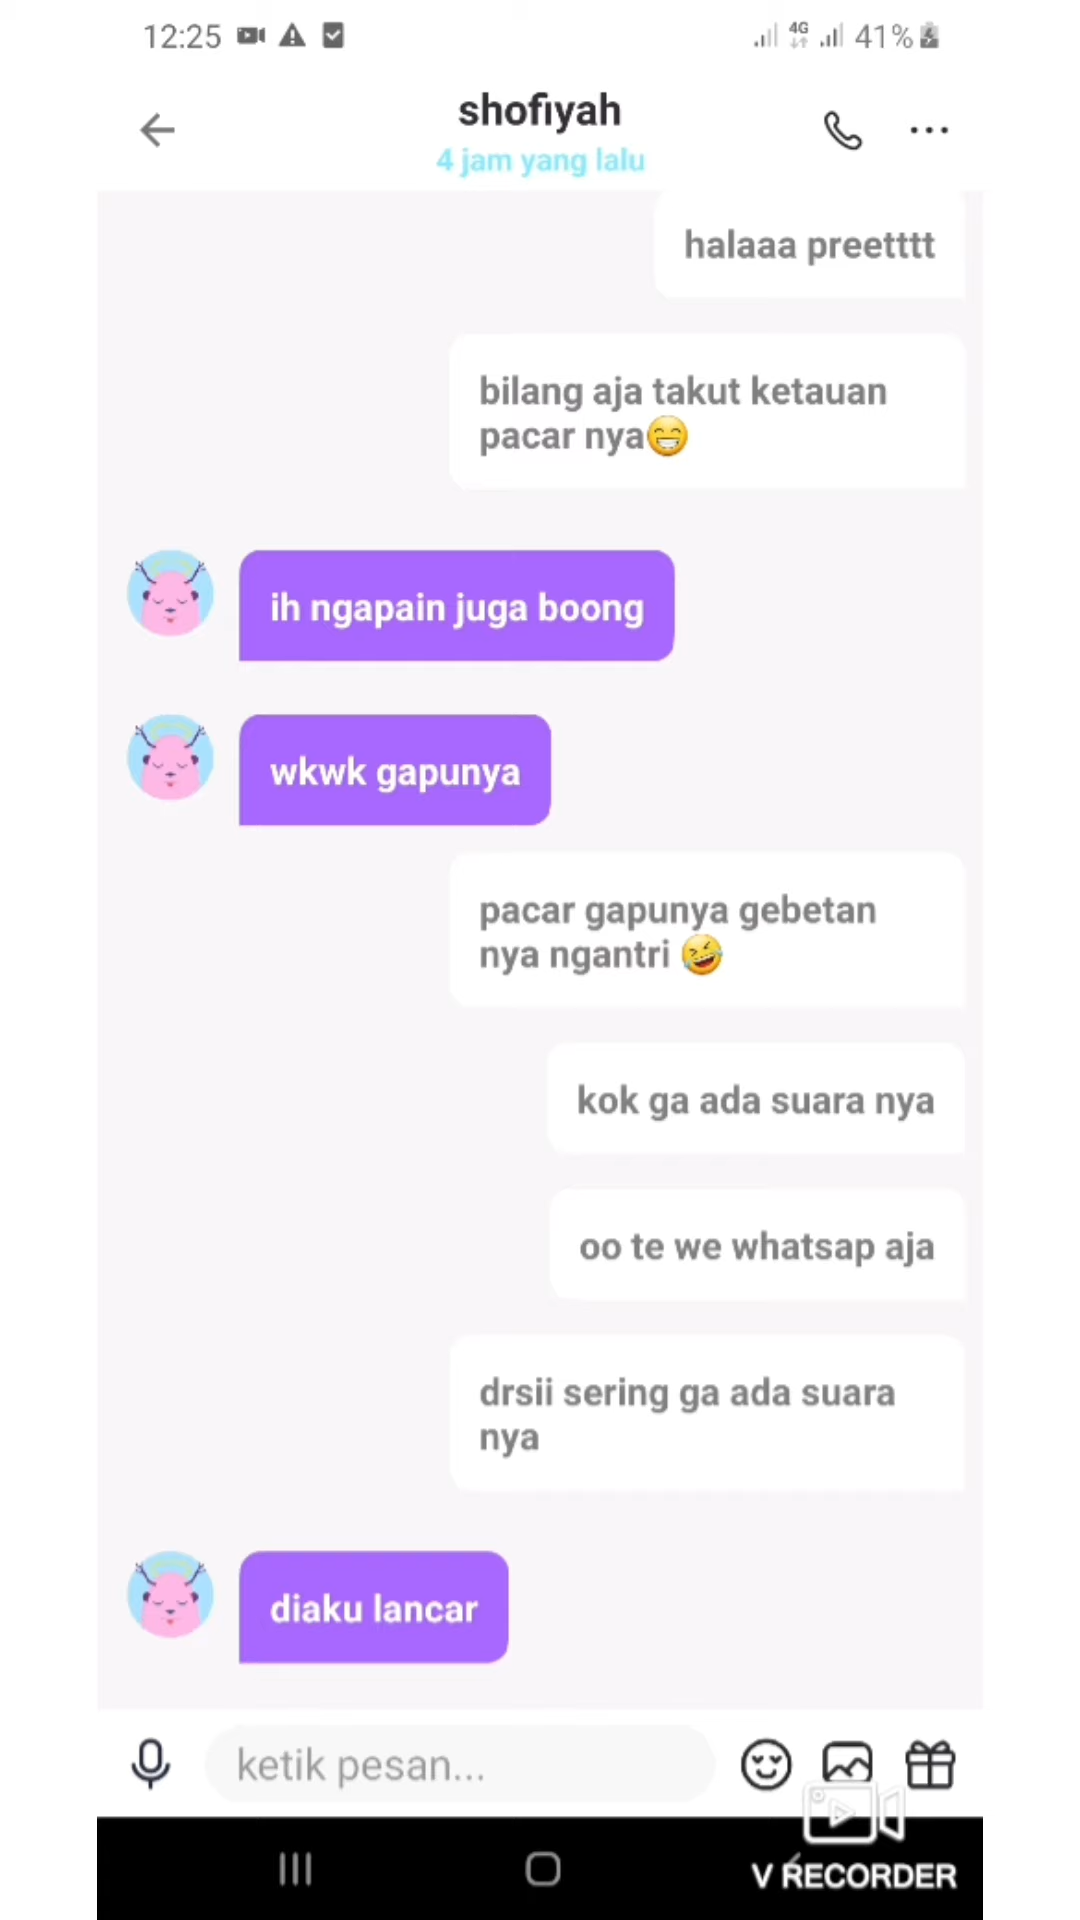 12:25
4G
41%
shofiyah
4 jam yang lalu
halaaa preetttt
bilang aja takut ketauan
pacar nya😁
ih ngapain juga boong
wkwk gapunya
pacar gapunya gebetan
nya ngantri 🤣
kok ga ada suara nya
oo te we whatsap aja
drsii sering ga ada suara
nya
diaku lancar
ketik pesan...
V RECORDER